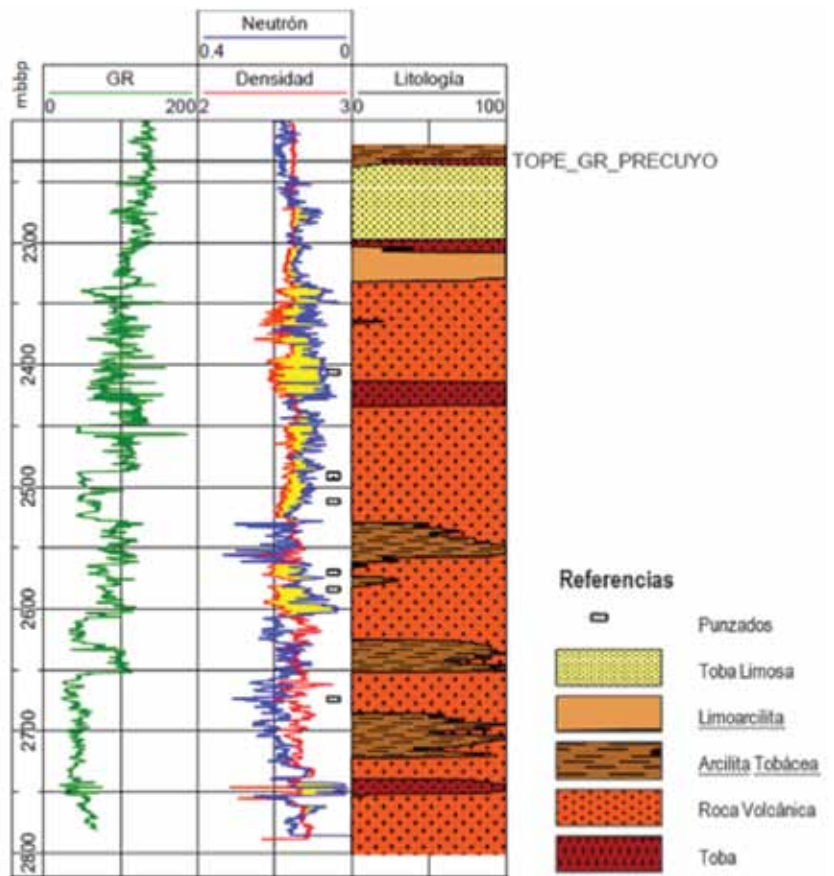 Neutrón
0.4 0
mbbp
GR
Densidad
Litología
0 200
2 3
0 100
TOPE_GR_PRECUYO
2300
2400
2500
2600
2700
2800
Referencias
Punzados
Toba Limosa
Limoarcilita
Arcilita Tobácea
Roca Volcánica
Toba